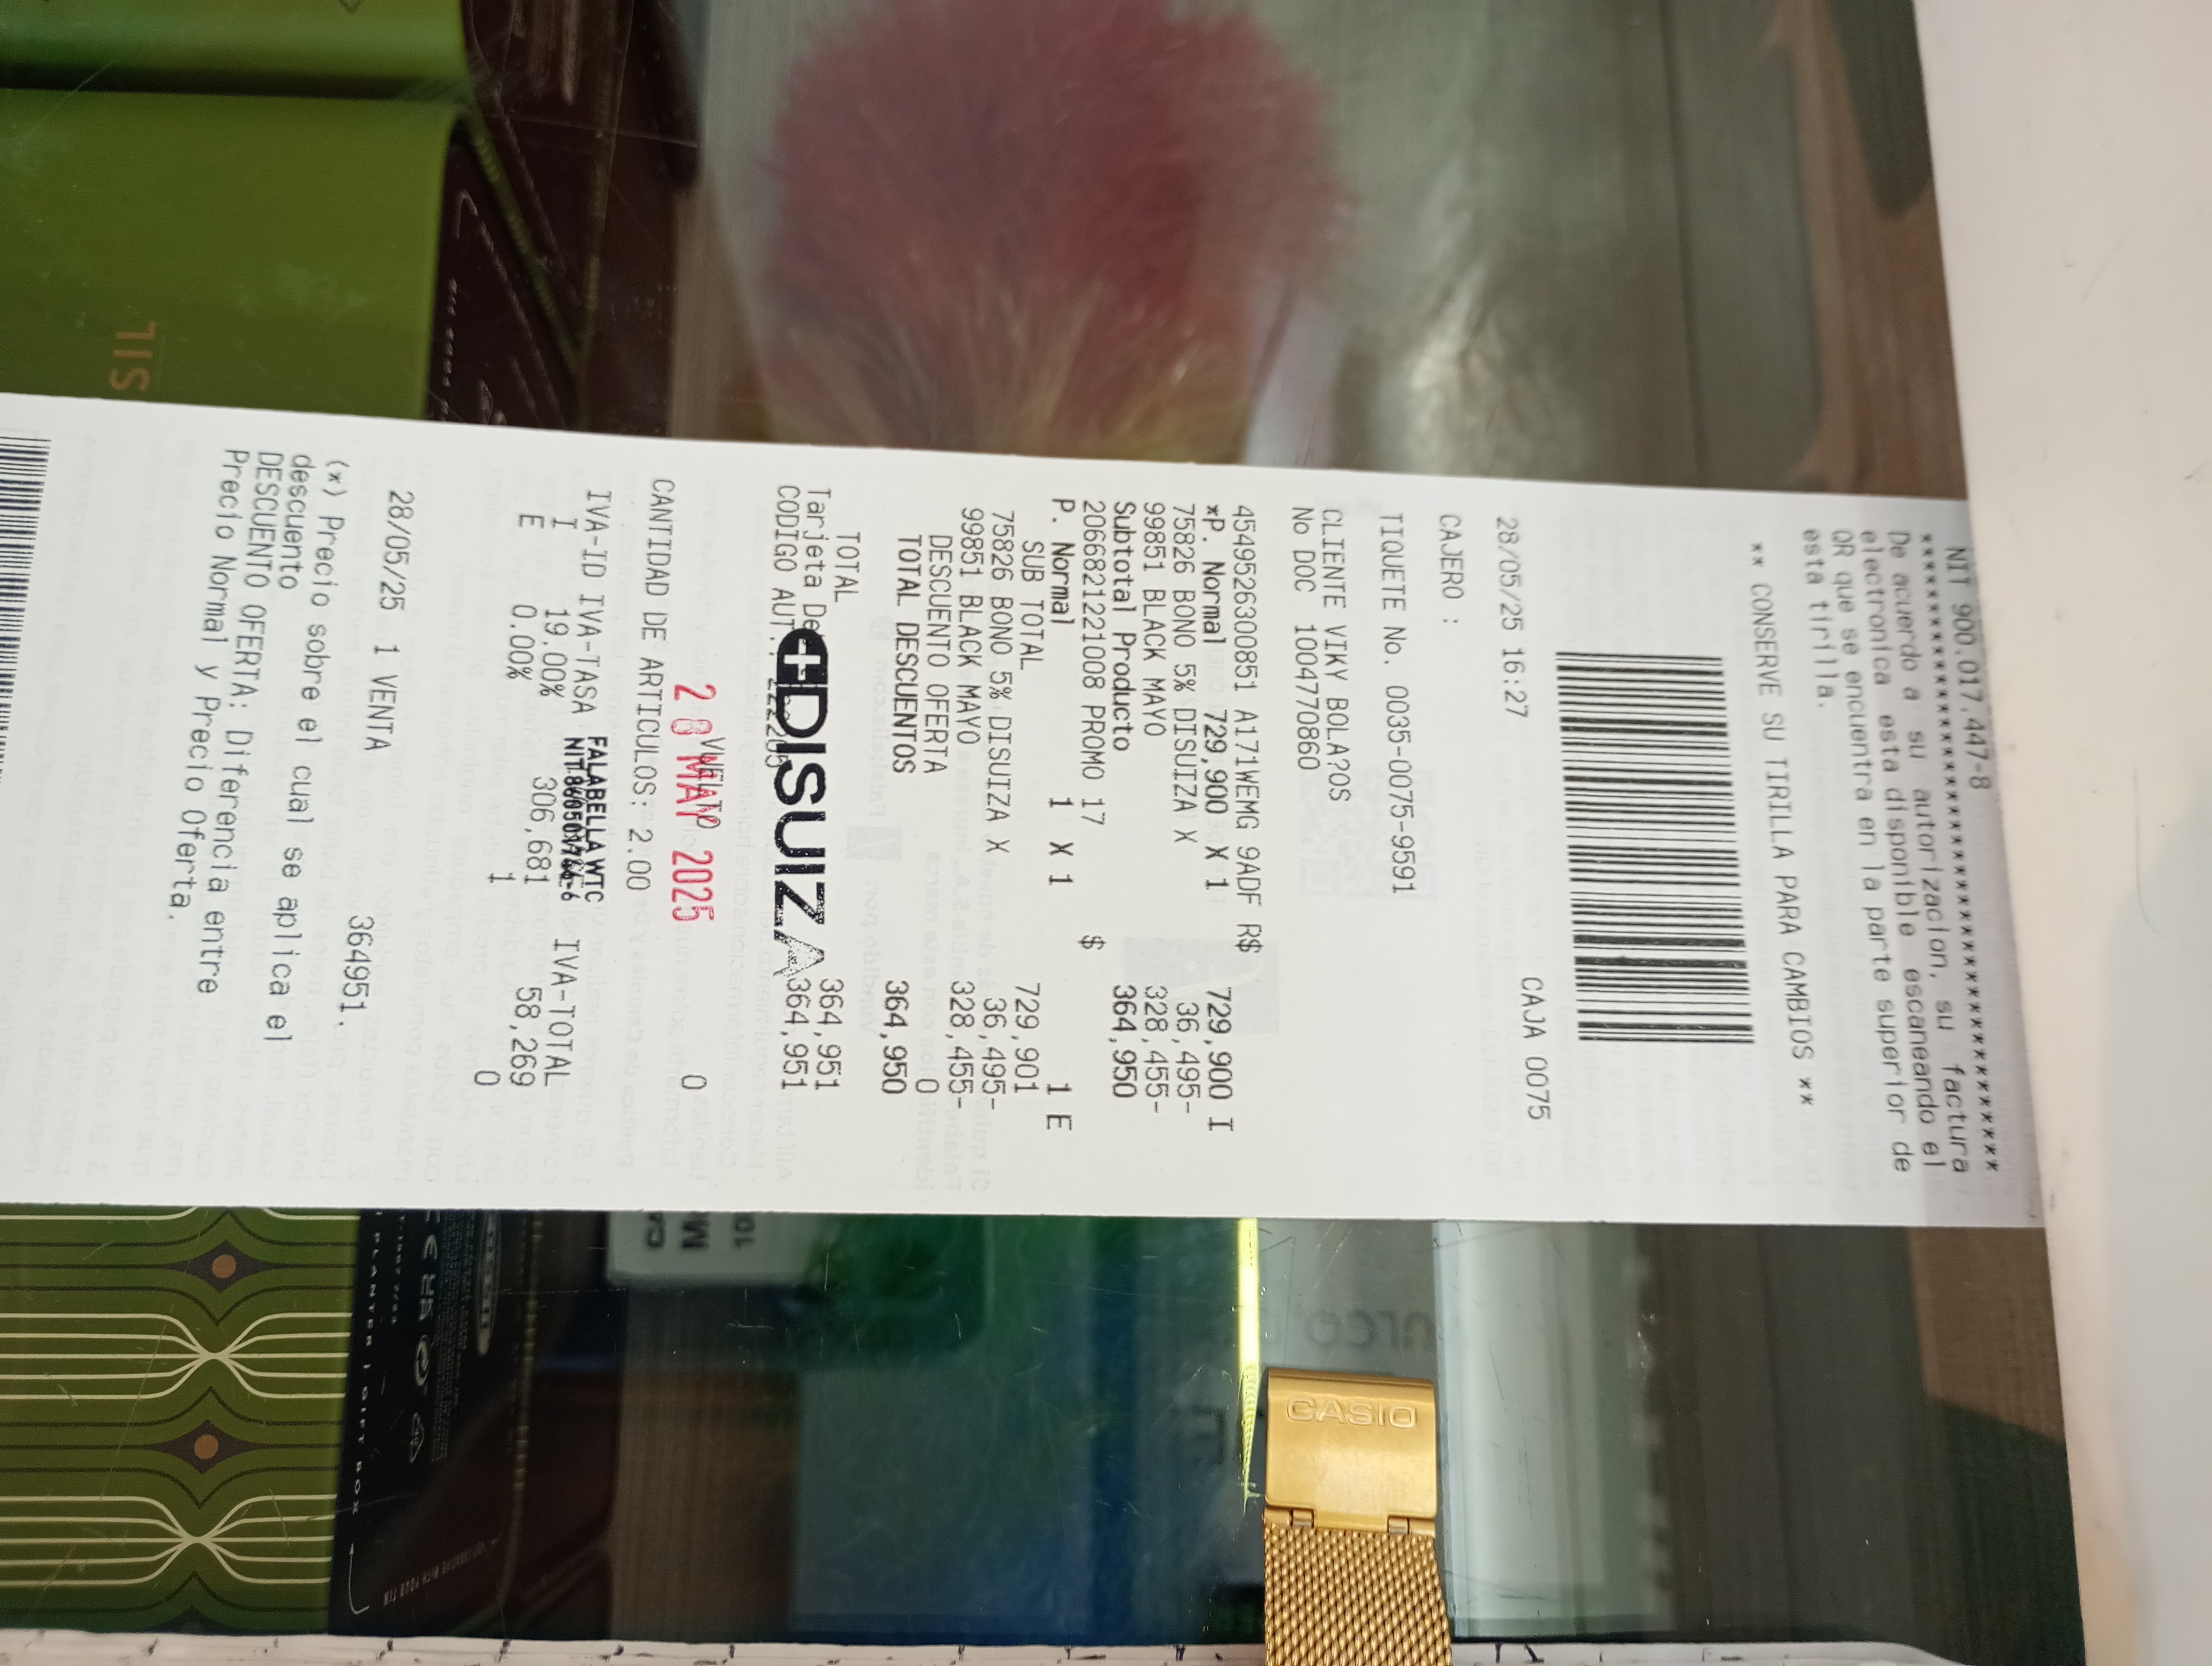 NIT 900.017.447-8
****************************************
De acuerdo a su autorizacion, su factura
electronica esta disponible escaneando el
QR que se encuentra en la parte superior de
esta tirilla.
** CONSERVE SU TIRILLA PARA CAMBIOS **
28/05/25 16:27 CAJA 0075
CAJERO :
TIQUETE No. 0035-0075-9591
CLIENTE VIKY BOLA?OS
No DOC 1004770860
4549526300851 A171WEMG 9ADF R$
*P. Normal 729,900 X 1 729,900 I
75826 BONO 5% DISUIZA X 36,495-
99851 BLACK MAYO 328,455-
Subtotal Producto 364,950
2066821221008 PROMO 17 $
P. Normal 1 X 1 1 E
SUB TOTAL 729,901
75826 BONO 5% DISUIZA X 36,495-
99851 BLACK MAYO 328,455-
DESCUENTO OFERTA 0
TOTAL DESCUENTOS 364,950
TOTAL 364,951
Tarjeta De 364,951
CODIGO AUT.:
DISUIZA
VUELTO 0
28 MAY 2025
CANTIDAD DE ARTICULOS: 2.00
FALABELLA WTC
IVA-ID IVA-TASA IVA-TOTAL
I 19.00% 306,681 58,269
E 0.00% 1 0
28/05/25 1 VENTA 364951.
(*) Precio sobre el cual se aplica el
descuento
DESCUENTO OFERTA: Diferencia entre
Precio Normal y Precio Oferta.
CASIO
SIL